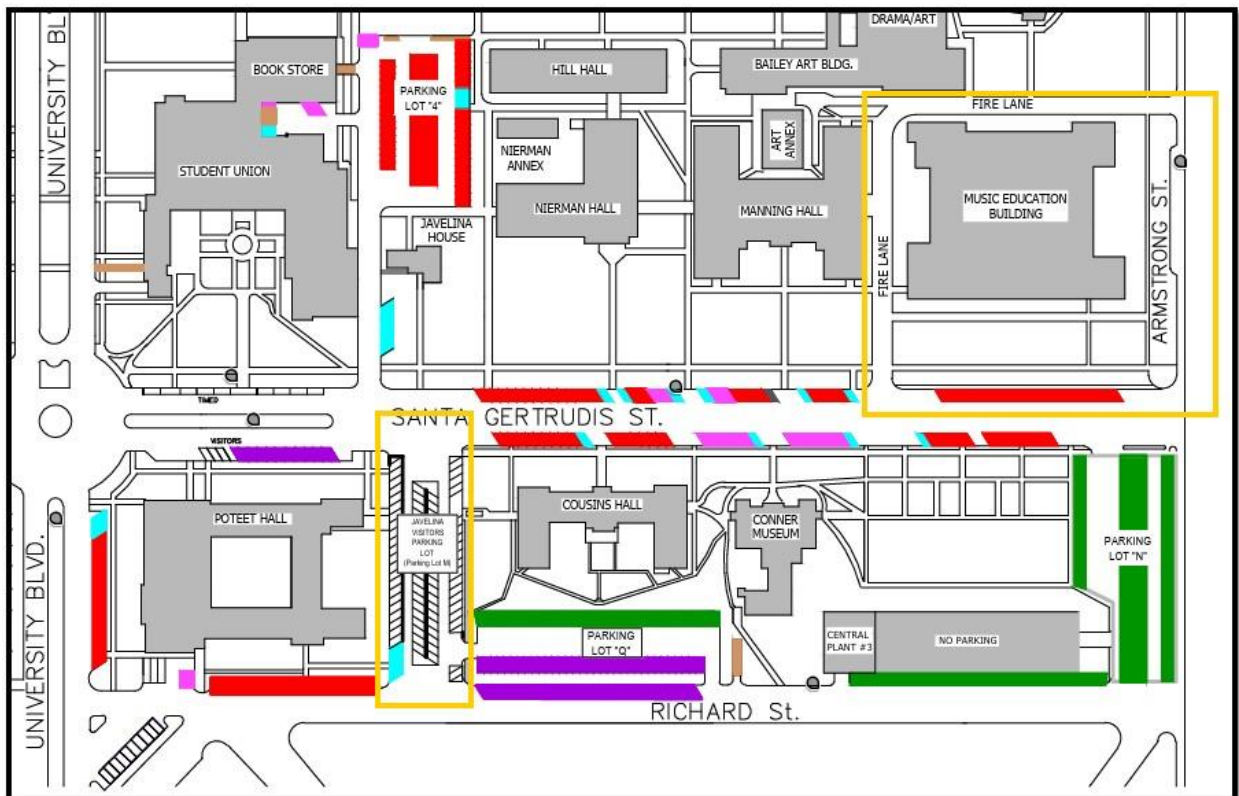 DRAMA/ART
UNIVERSITY BL
BOOK STORE
HILL HALL
BAILEY ART BLDG.
PARKING
LOT "4"
FIRE LANE
ART
ANNEX
NIERMAN
ANNEX
STUDENT UNION
NIERMAN HALL
MANNING HALL
MUSIC EDUCATION
BUILDING
JAVELINA
HOUSE
FIRE LANE
ARMSTRONG ST.
TIMED
SANTA GERTRUDIS ST.
VISITORS
POTEET HALL
JAVELINA
VISITORS
PARKING
LOT
(Parking Lot M)
COUSINS HALL
CONNER
MUSEUM
PARKING
LOT "N"
UNIVERSITY BLVD.
PARKING
LOT "Q"
CENTRAL
PLANT #3
NO PARKING
RICHARD St.